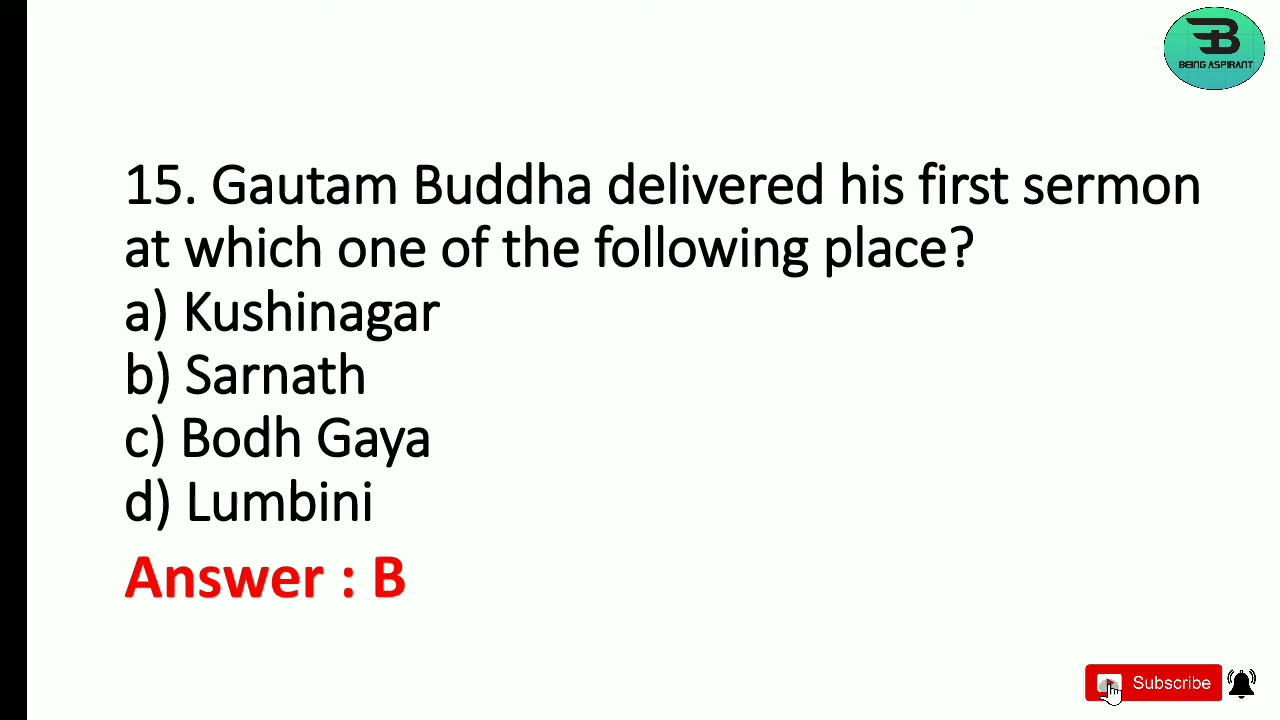 BEING ASPIRANT
15. Gautam Buddha delivered his first sermon
at which one of the following place?
a) Kushinagar
b) Sarnath
c) Bodh Gaya
d) Lumbini
Answer : B
Subscribe